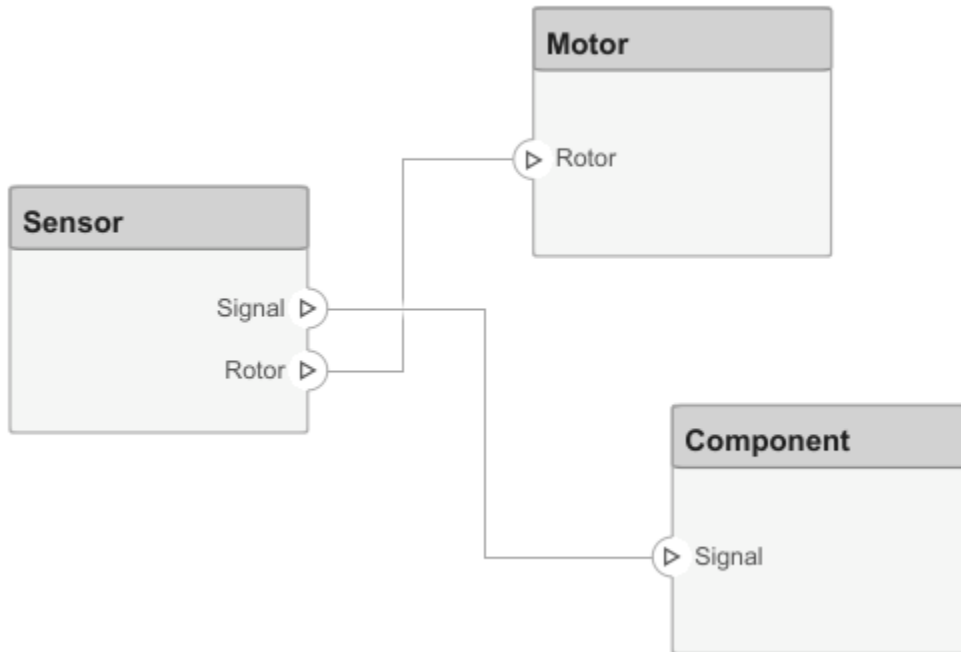 Motor
Rotor
Sensor
Signal
Rotor
Component
Signal